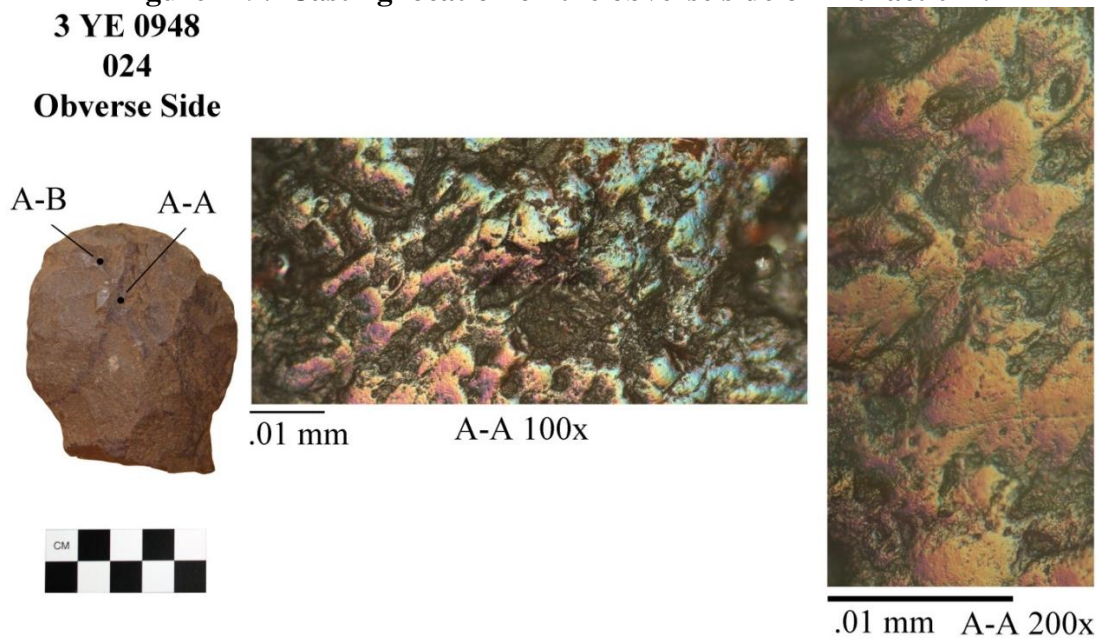 3 YE 0948
024
Obverse Side
A-B
A-A
CM
.01 mm
A-A 100x
.01 mm A-A 200x